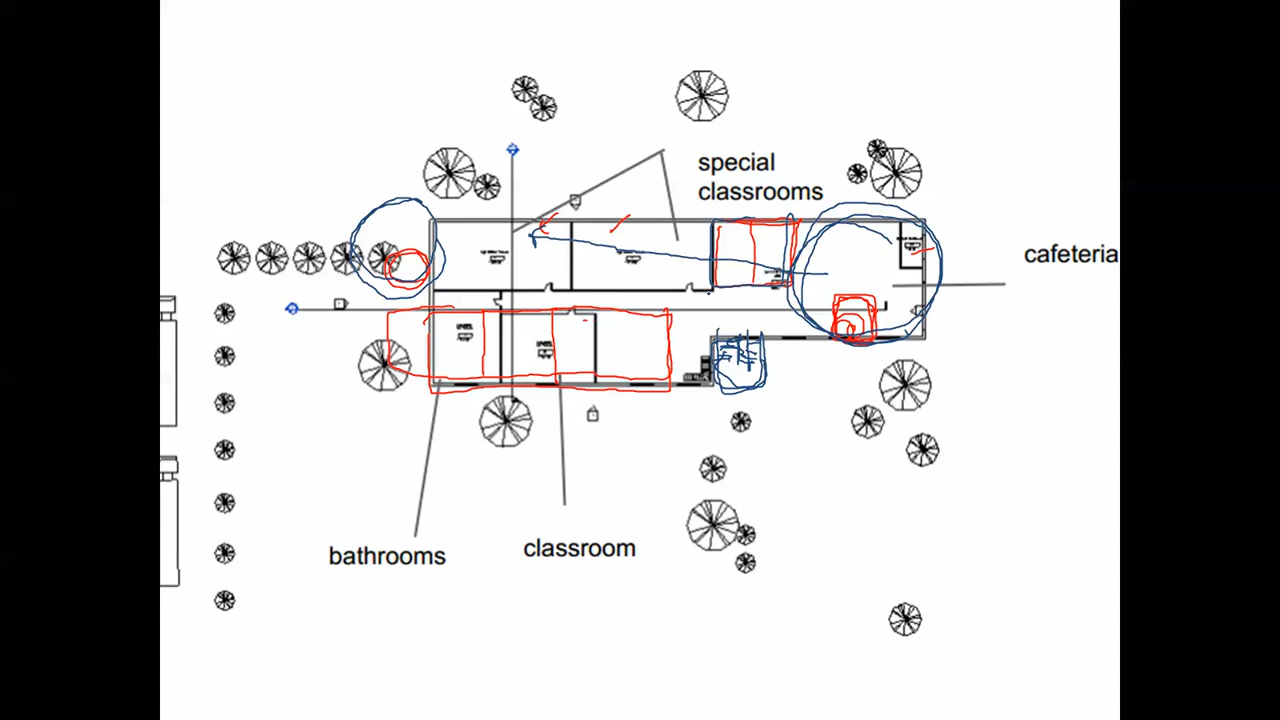 special
classrooms
cafeteria
bathrooms
classroom